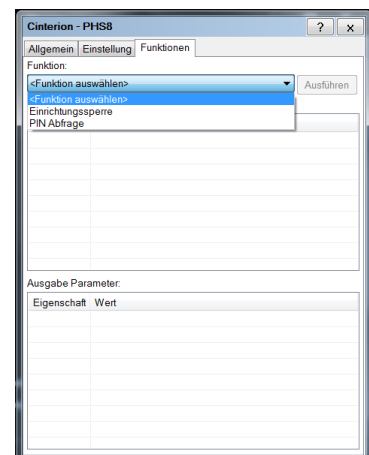 Cinterion - PHS8
? x
Allgemein Einstellung Funktionen
Funktion:
<Funktion auswählen> Ausführen
<Funktion auswählen>
Einrichtungssperre
PIN Abfrage
Ausgabe Parameter:
Eigenschaft Wert